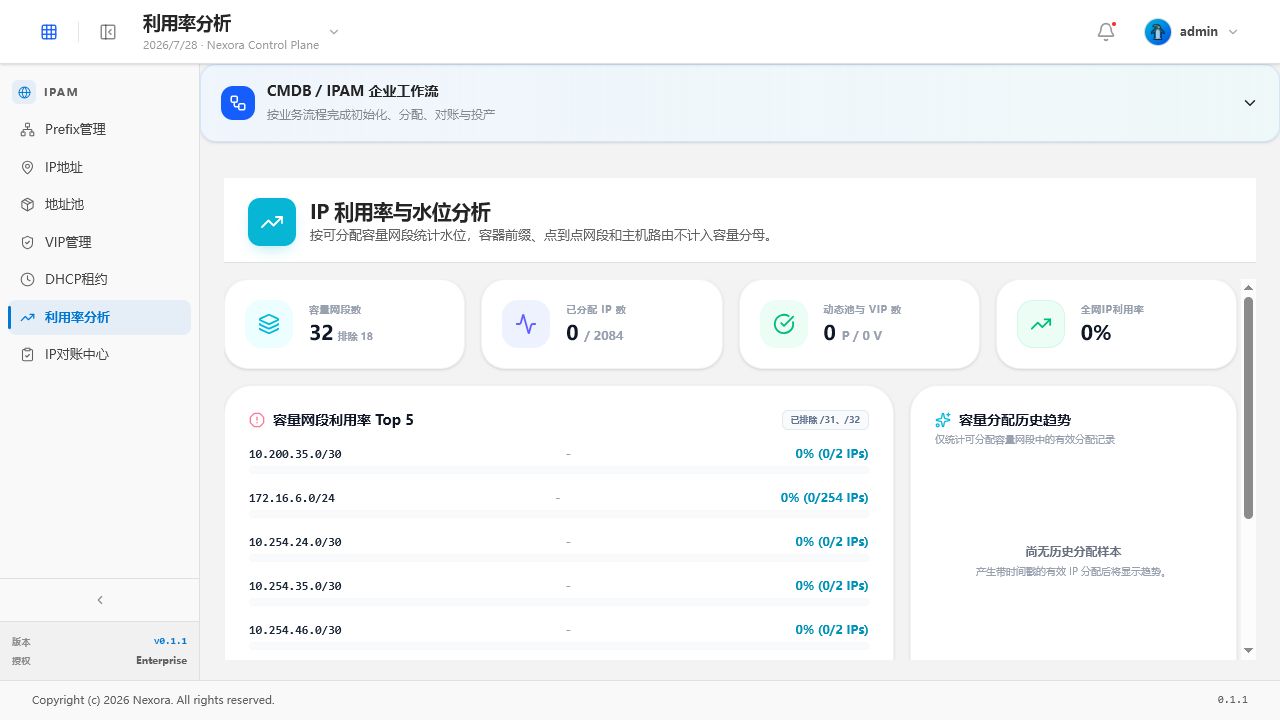 利用率分析
2026/7/28 · Nexora Control Plane
admin
IPAM
Prefix管理
IP地址
地址池
VIP管理
DHCP租约
利用率分析
IP对账中心
版本 v0.1.1
授权 Enterprise
CMDB / IPAM 企业工作流
按业务流程完成初始化、分配、对账与投产
IP 利用率与水位分析
按可分配容量网段统计水位，容器前缀、点到点网段和主机路由不计入容量分母。
容量网段数
32 排除 18
已分配 IP 数
0 / 2084
动态池与 VIP 数
0 P / 0 V
全网IP利用率
0%
容量网段利用率 Top 5
已排除 /31、/32
10.200.35.0/30 - 0% (0/2 IPs)
172.16.6.0/24 - 0% (0/254 IPs)
10.254.24.0/30 - 0% (0/2 IPs)
10.254.35.0/30 - 0% (0/2 IPs)
10.254.46.0/30 - 0% (0/2 IPs)
容量分配历史趋势
仅统计可分配容量网段中的有效分配记录
尚无历史分配样本
产生带时间戳的有效 IP 分配后将显示趋势。
Copyright (c) 2026 Nexora. All rights reserved.
0.1.1